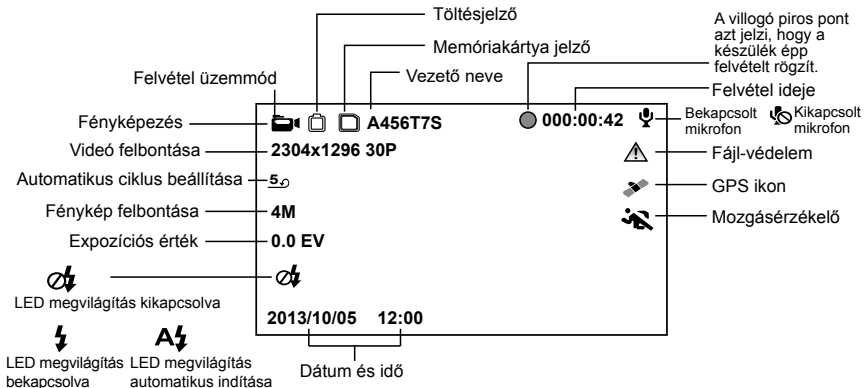 Töltésjelző
Memóriakártya jelző
Vezető neve
Felvétel üzemmód
A villogó piros pont
azt jelzi, hogy a
készülék épp
felvételt rögzít.
Felvétel ideje
Fényképezés
A456T7S
000:00:42
Bekapcsolt
mikrofon
Kikapcsolt
mikrofon
Videó felbontása
2304x1296 30P
Fájl-védelem
Automatikus ciklus beállítása
5
GPS ikon
Fénykép felbontása
4M
Mozgásérzékelő
Expozíciós érték
0.0 EV
LED megvilágítás kikapcsolva
2013/10/05 12:00
A
LED megvilágítás
bekapcsolva
LED megvilágítás
automatikus indítása
Dátum és idő